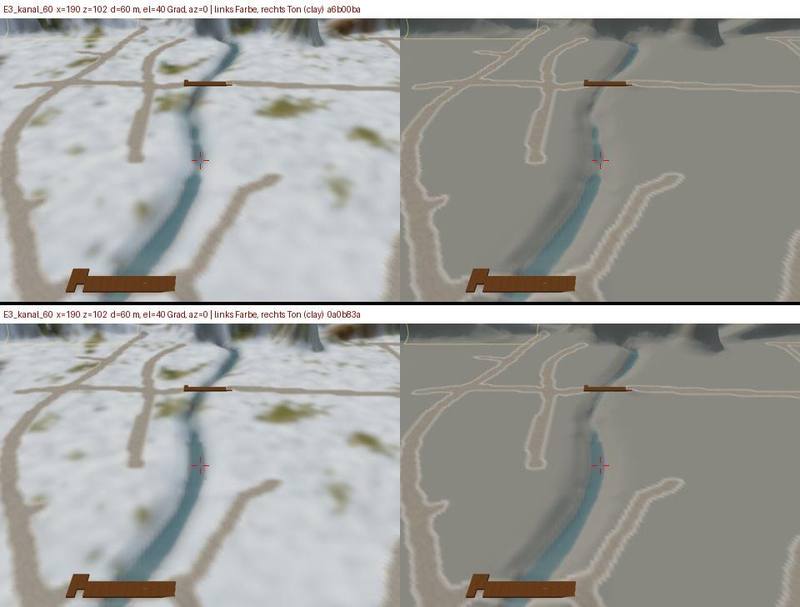 E3_kanal_60 x=190 z=102 d=60 m, el=40 Grad, az=0 | links Farbe, rechts Ton (clay) a6b00ba
E3_kanal_60 x=190 z=102 d=60 m, el=40 Grad, az=0 | links Farbe, rechts Ton (clay) 0a0b83a